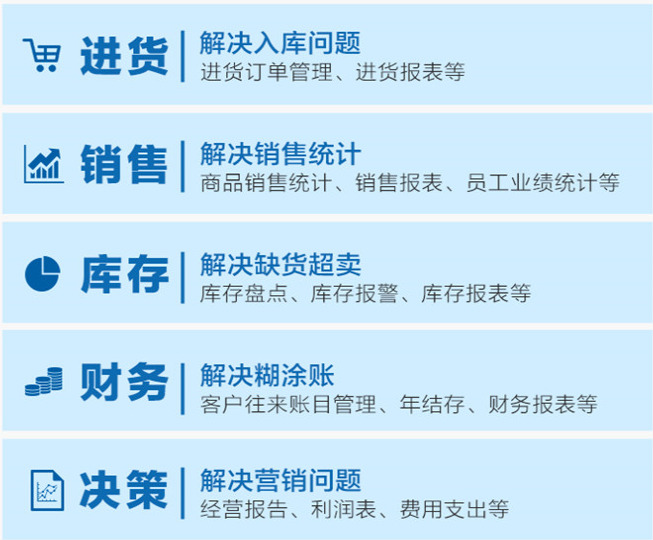 进货
解决入库问题
进货订单管理、进货报表等
销售
解决销售统计
商品销售统计、销售报表、员工业绩统计等
库存
解决缺货超卖
库存盘点、库存报警、库存报表等
财务
解决糊涂账
客户往来账目管理、年结存、财务报表等
决策
解决营销问题
经营报告、利润表、费用支出等